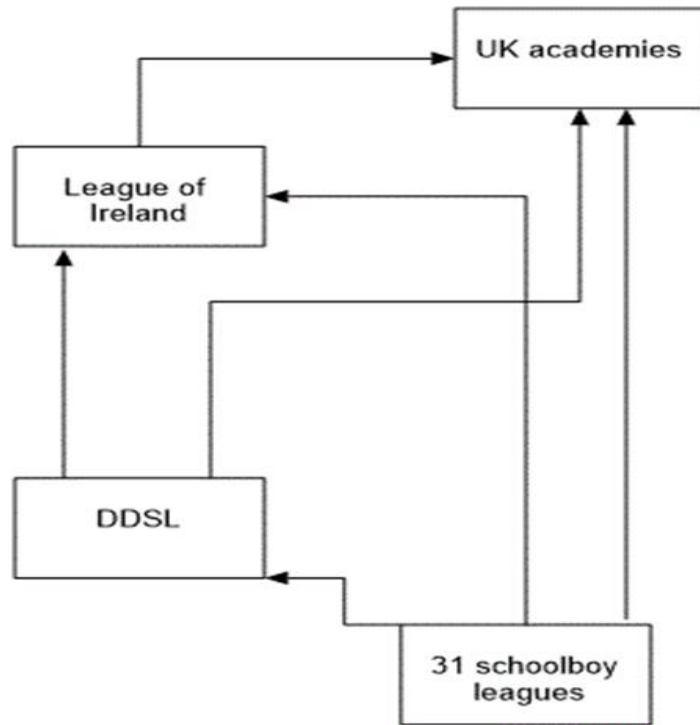 UK academies
League of
Ireland
DDSL
31 schoolboy
leagues